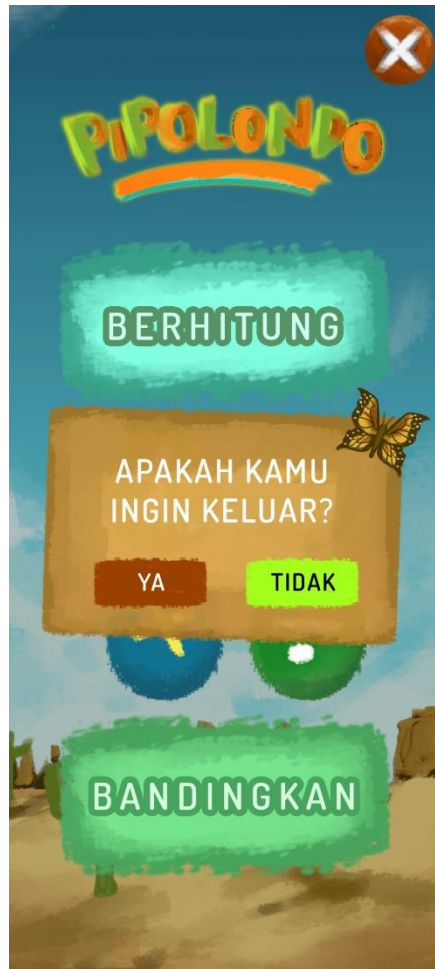 PIPOLONDO
BERHITUNG
APAKAH KAMU
INGIN KELUAR?
YA
TIDAK
BANDINGKAN